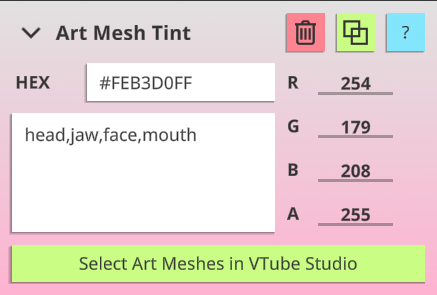 Art Mesh Tint
?
HEX #FEB3D0FF
R 254
head,jaw,face,mouth
G 179
B 208
A 255
Select Art Meshes in VTube Studio